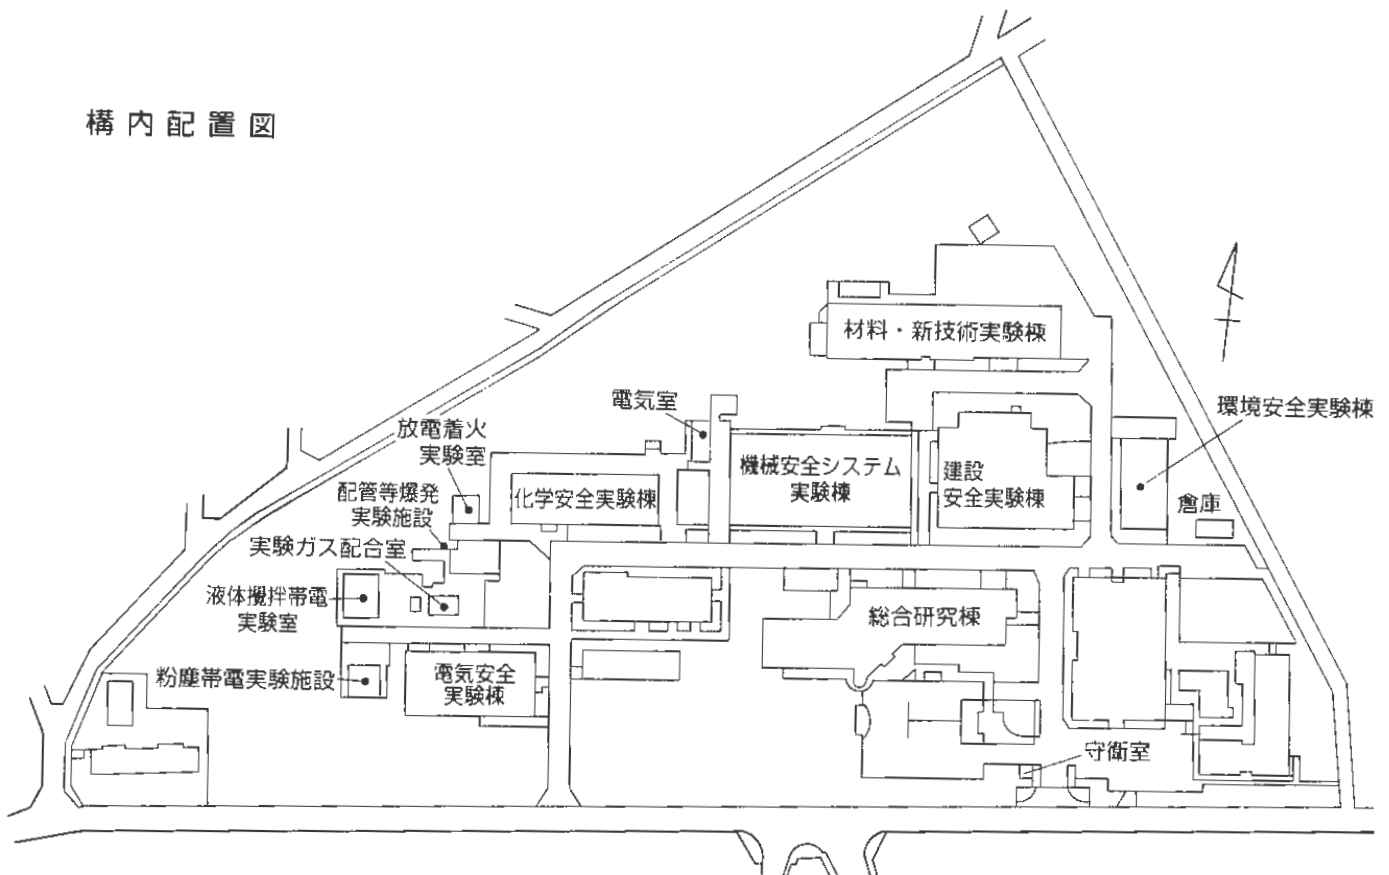 構内配置図
材料・新技術実験棟
電気室
環境安全実験棟
放電着火
実験室
機械安全システム
実験棟
建設
安全実験棟
配管等爆発
実験施設
化学安全実験棟
倉庫
実験ガス配合室
液体攪拌帯電
実験室
総合研究棟
粉塵帯電実験施設
電気安全
実験棟
守衛室